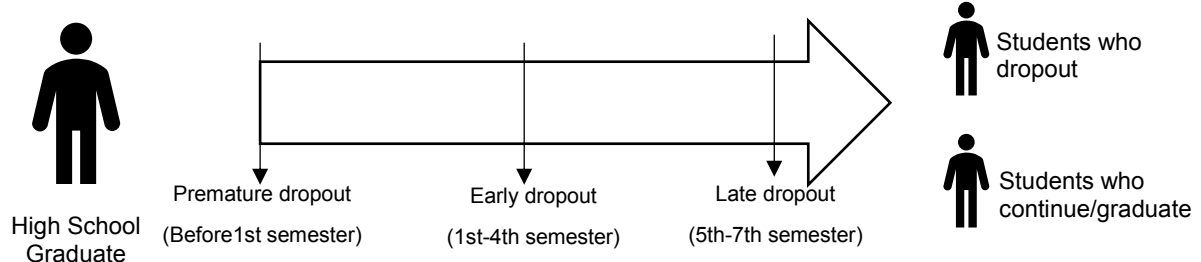 High School
Graduate
Premature dropout
(Before1st semester)
Early dropout
(1st-4th semester)
Late dropout
(5th-7th semester)
Students who
dropout
Students who
continue/graduate